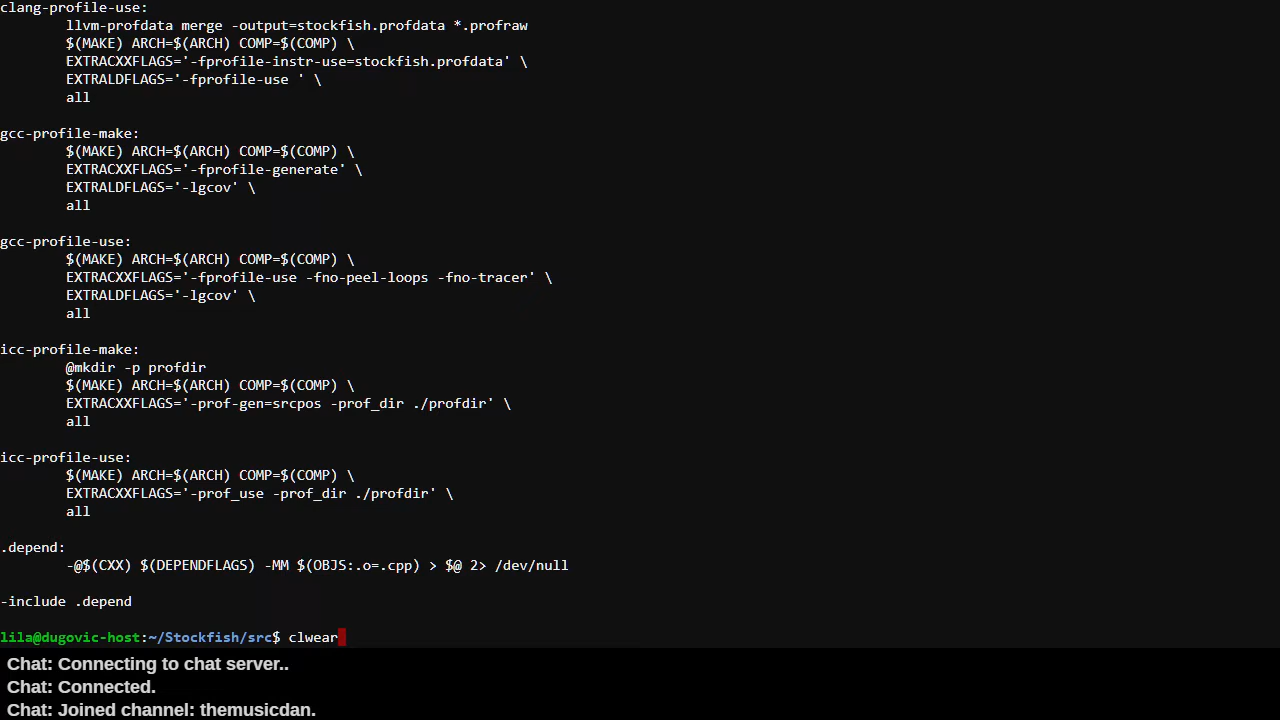 clang-profile-use:
llvm-profdata merge -output=stockfish.profdata *.profraw
$(MAKE) ARCH=$(ARCH) COMP=$(COMP) \
EXTRACXXFLAGS='-fprofile-instr-use=stockfish.profdata' \
EXTRALDFLAGS='-fprofile-use ' \
all
gcc-profile-make:
$(MAKE) ARCH=$(ARCH) COMP=$(COMP) \
EXTRACXXFLAGS='-fprofile-generate' \
EXTRALDFLAGS='-lgcov' \
all
gcc-profile-use:
$(MAKE) ARCH=$(ARCH) COMP=$(COMP) \
EXTRACXXFLAGS='-fprofile-use -fno-peel-loops -fno-tracer' \
EXTRALDFLAGS='-lgcov' \
all
icc-profile-make:
@mkdir -p profdir
$(MAKE) ARCH=$(ARCH) COMP=$(COMP) \
EXTRACXXFLAGS='-prof-gen=srcpos -prof_dir ./profdir' \
all
icc-profile-use:
$(MAKE) ARCH=$(ARCH) COMP=$(COMP) \
EXTRACXXFLAGS='-prof_use -prof_dir ./profdir' \
all
.depend:
-@$(CXX) $(DEPENDFLAGS) -MM $(OBJS:.o=.cpp) > $@ 2> /dev/null
-include .depend
lila@dugovic-host:~/Stockfish/src$ clwear
Chat: Connecting to chat server..
Chat: Connected.
Chat: Joined channel: themusicdan.